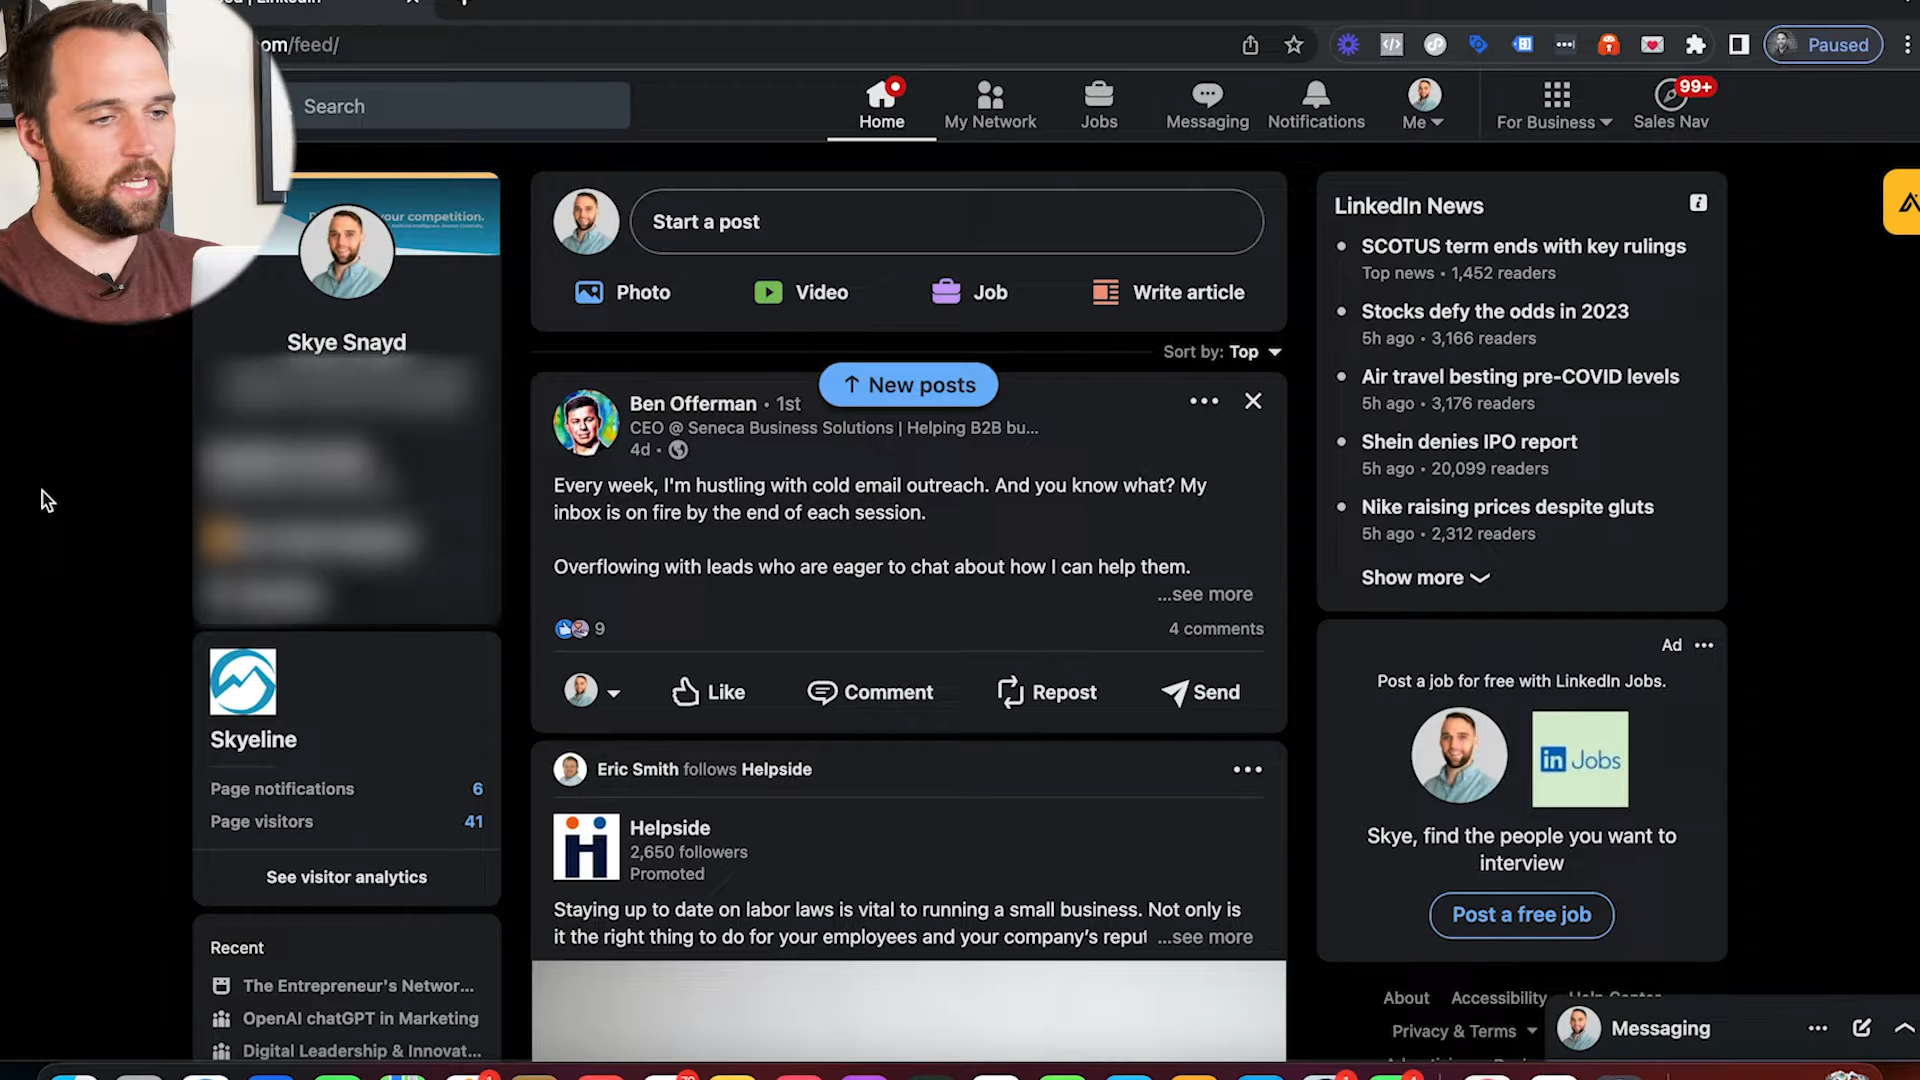 om/feed/
Paused
Search
Home
My Network
Jobs
Messaging
Notifications
Me
For Business
99+
Sales Nav
your competition.
Skye Snayd
Skyeline
Page notifications 6
Page visitors 41
See visitor analytics
Recent
The Entrepreneur's Networ...
OpenAI chatGPT in Marketing
Digital Leadership & Innovat...
Start a post
Photo
Video
Job
Write article
Sort by: Top
↑ New posts
Ben Offerman • 1st
CEO @ Seneca Business Solutions | Helping B2B bu...
4d •
Every week, I'm hustling with cold email outreach. And you know what? My
inbox is on fire by the end of each session.
Overflowing with leads who are eager to chat about how I can help them.
...see more
9
4 comments
Like
Comment
Repost
Send
Eric Smith follows Helpside
H
Helpside
2,650 followers
Promoted
Staying up to date on labor laws is vital to running a small business. Not only is
it the right thing to do for your employees and your company's reput ...see more
LinkedIn News
SCOTUS term ends with key rulings
Top news • 1,452 readers
Stocks defy the odds in 2023
5h ago • 3,166 readers
Air travel besting pre-COVID levels
5h ago • 3,176 readers
Shein denies IPO report
5h ago • 20,099 readers
Nike raising prices despite gluts
5h ago • 2,312 readers
Show more
Ad
Post a job for free with LinkedIn Jobs.
in Jobs
Skye, find the people you want to
interview
Post a free job
About Accessibility Help Center
Privacy & Terms
Messaging